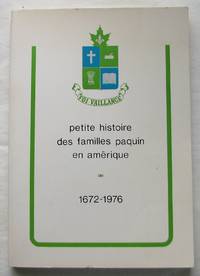 FOI VAILLANCE
petite histoire
des familles paquin
en amérique
1672-1976